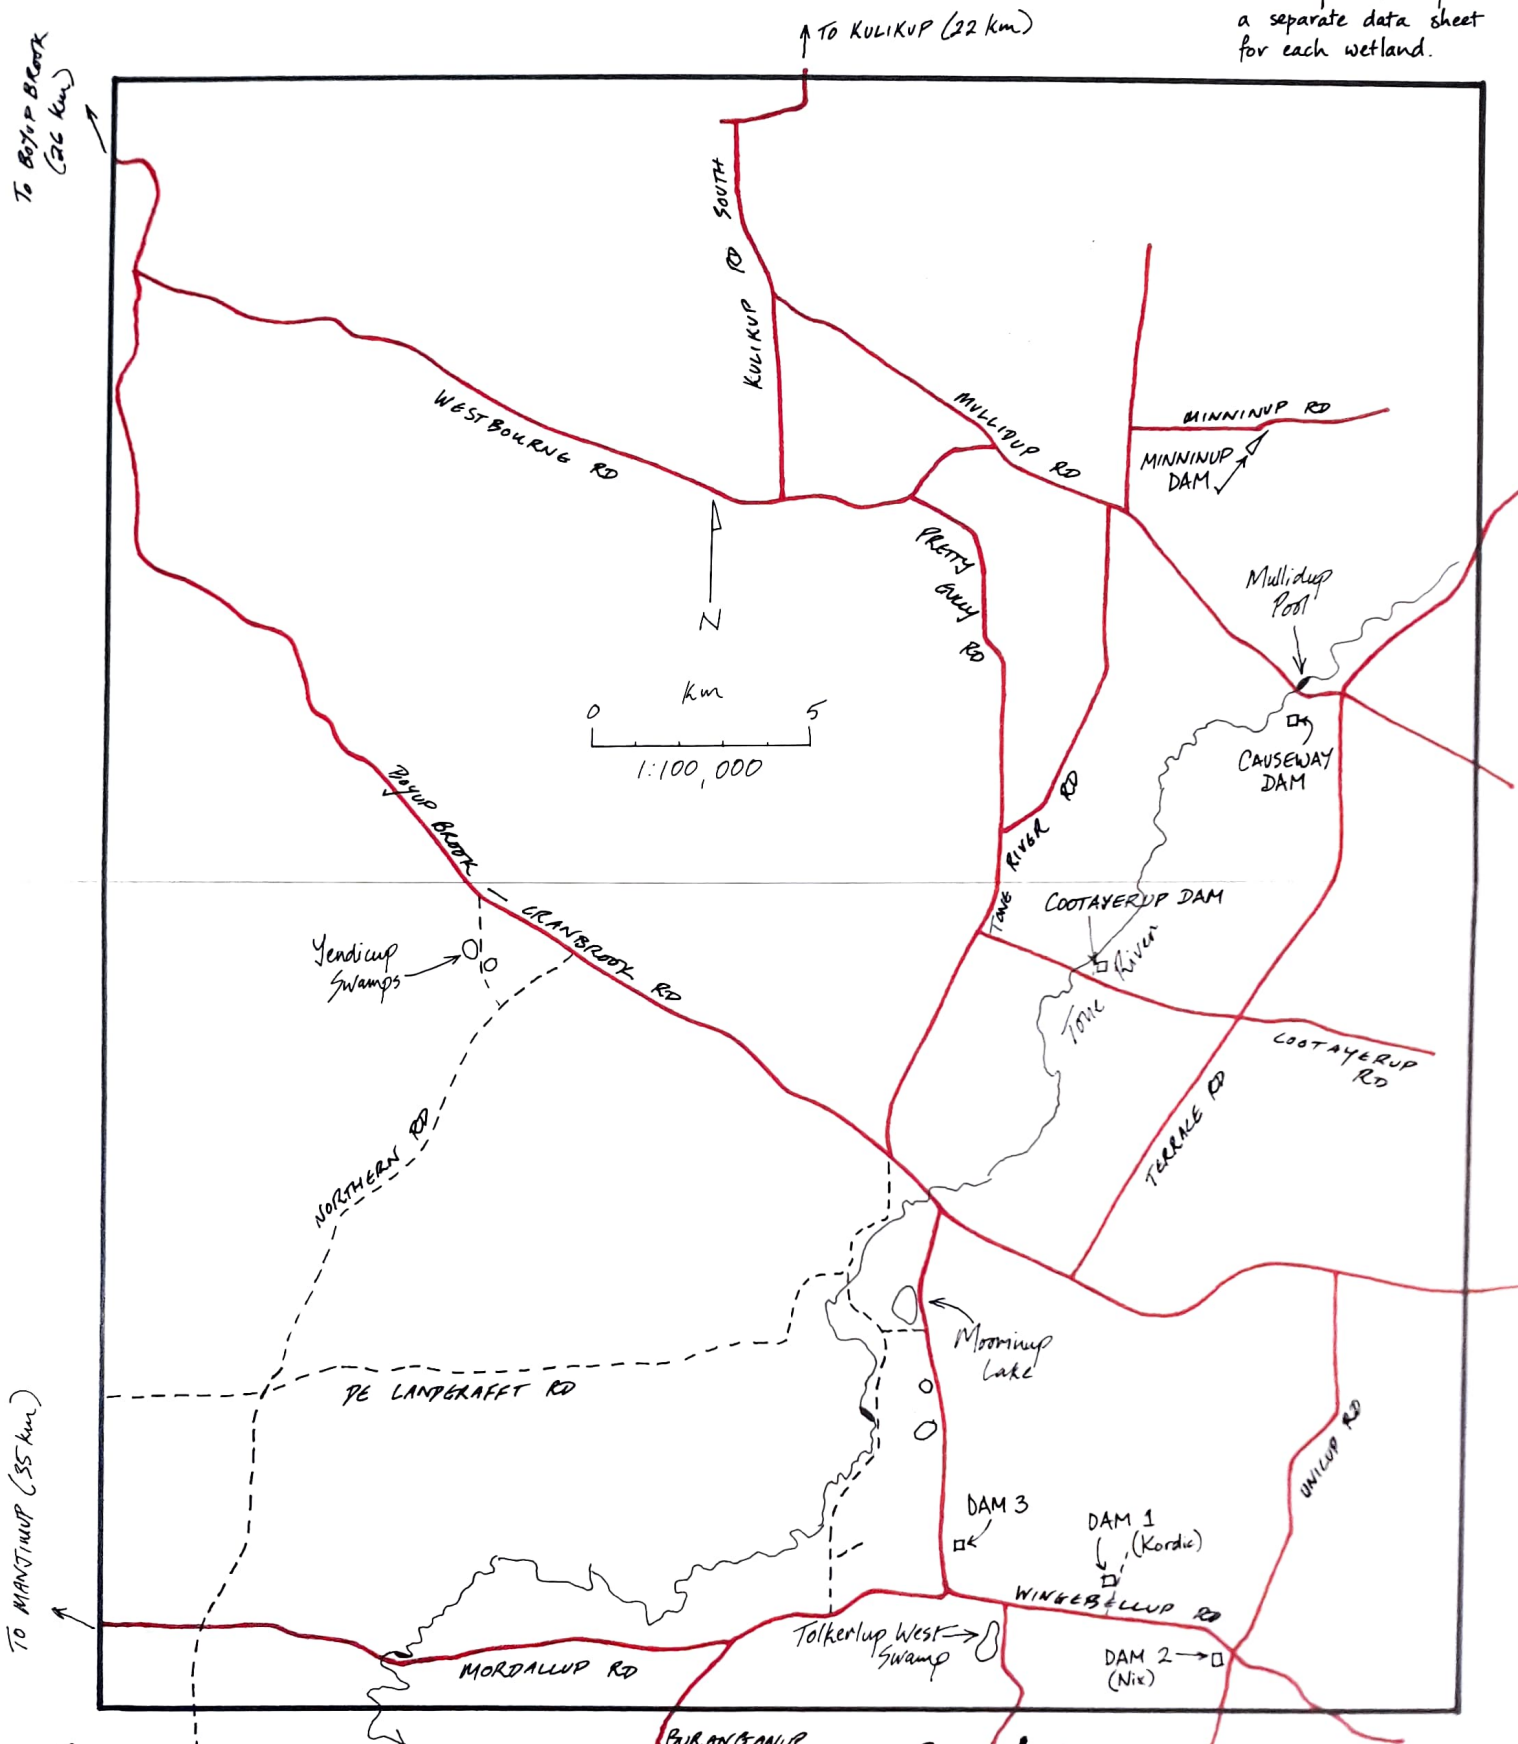 a separate data sheet
for each wetland.
TO KULIKUP (22 Km)
TO BOYUP BROOK
(26 Km)
KULIKUP RD SOUTH
WESTBOURNE RD
MULLIDUP RD
MINNINUP RD
MINNINUP
DAM
PRETTY GULLY RD
N
Km
0 5
1:100,000
Mullidup
Pool
CAUSEWAY
DAM
BOYUP BROOK - CRANBROOK RD
TONE RIVER RD
COOTAYERUP DAM
Tone River
Yendicup
Swamps
COOTAYERUP
RD
TERRACE RD
NORTHERN RD
Moorinup
Lake
DE LANDGRAFFT RD
UNICUP RD
TO MANJIMUP (35 km)
DAM 3
DAM 1
(Kordic)
WINGEBELLUP RD
Tolkerlup West
Swamp
DAM 2
(Nix)
MORDALLUP RD